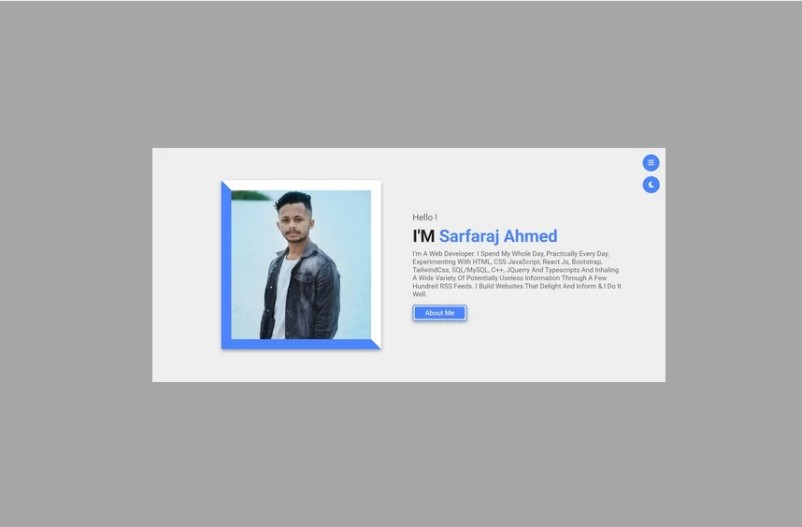 Hello !
I'M Sarfaraj Ahmed
I'm A Web Developer. I Spend My Whole Day, Practically Every Day,
Experimenting With HTML, CSS JavaScript, React Js, Bootstrap,
TailwindCss, SQL/MySQL, C++, JQuerry And Typescripts And Inhaling
A Wide Variety Of Potentially Useless Information Through A Few
Hundred RSS Feeds. I Build Websites That Delight And Inform & I Do It
Well.
About Me